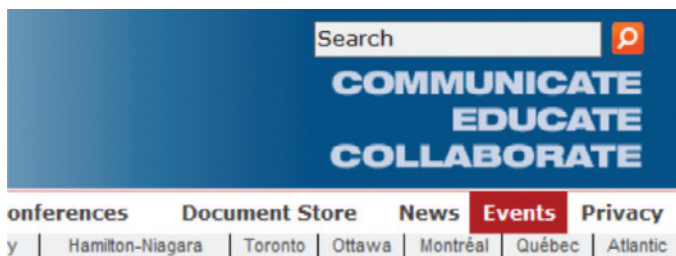 Search
COMMUNICATE
EDUCATE
COLLABORATE
onferences Document Store News Events Privacy
y | Hamilton-Niagara | Toronto | Ottawa | Montréal | Québec | Atlantic